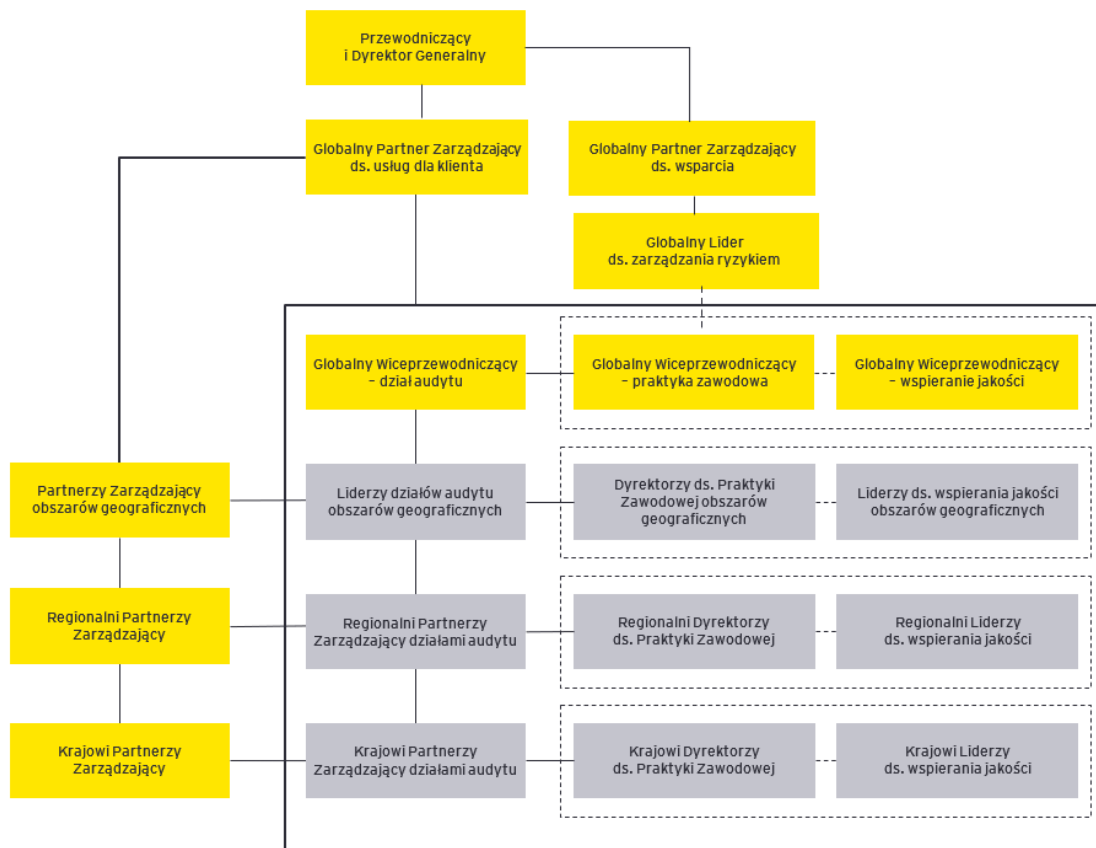 Przewodniczący
i Dyrektor Generalny
Globalny Partner Zarządzający
ds. usług dla klienta
Globalny Partner Zarządzający
ds. wsparcia
Globalny Lider
ds. zarządzania ryzykiem
Globalny Wiceprzewodniczący
– dział audytu
Globalny Wiceprzewodniczący
– praktyka zawodowa
Globalny Wiceprzewodniczący
– wspieranie jakości
Partnerzy Zarządzający
obszarów geograficznych
Liderzy działów audytu
obszarów geograficznych
Dyrektorzy ds. Praktyki
Zawodowej obszarów
geograficznych
Liderzy ds. wspierania jakości
obszarów geograficznych
Regionalni Partnerzy
Zarządzający
Regionalni Partnerzy
Zarządzający działami audytu
Regionalni Dyrektorzy
ds. Praktyki Zawodowej
Regionalni Liderzy
ds. wspierania jakości
Krajowi Partnerzy
Zarządzający
Krajowi Partnerzy
Zarządzający działami audytu
Krajowi Dyrektorzy
ds. Praktyki Zawodowej
Krajowi Liderzy
ds. wspierania jakości